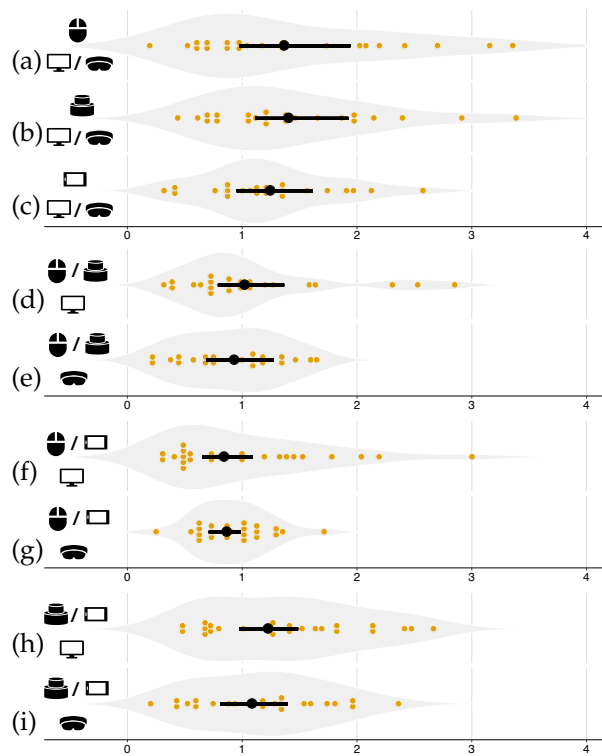 (a) /
(b) /
(c) /
0 1 2 3 4
(d) /
(e) /
0 1 2 3 4
(f) /
(g) /
0 1 2 3 4
(h) /
(i) /
0 1 2 3 4